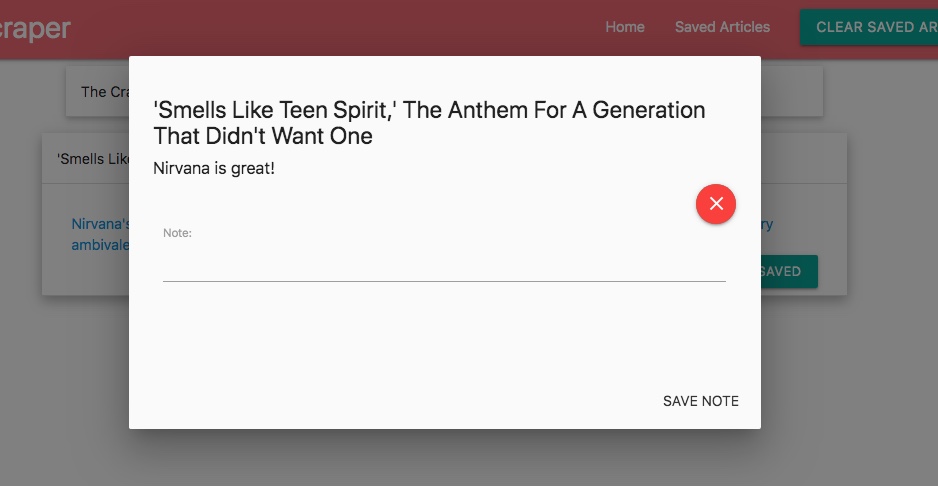 craper
Home
Saved Articles
CLEAR SAVED AR
The Cra
'Smells Like Teen Spirit,' The Anthem For A Generation
That Didn't Want One
Nirvana is great!
'Smells Like
Nirvana's
ry
ambivale
Note:
SAVED
SAVE NOTE